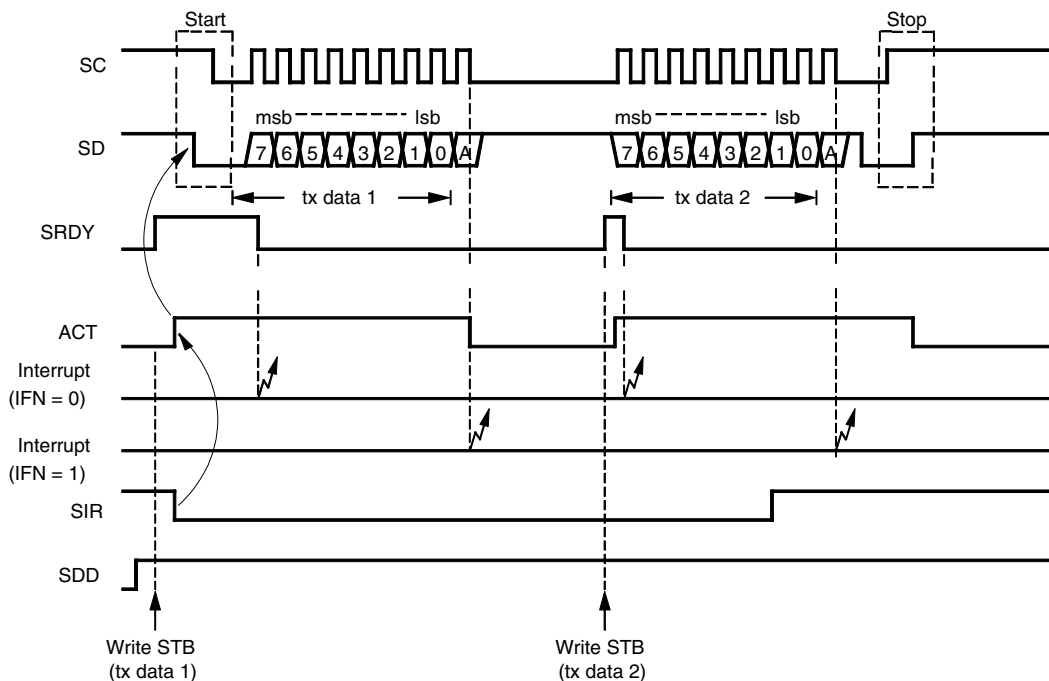 Start
Stop
SC
msb
lsb
msb
lsb
SD
7 6 5 4 3 2 1 0 A
7 6 5 4 3 2 1 0 A
tx data 1
tx data 2
SRDY
ACT
Interrupt
(IFN = 0)
Interrupt
(IFN = 1)
SIR
SDD
Write STB
(tx data 1)
Write STB
(tx data 2)